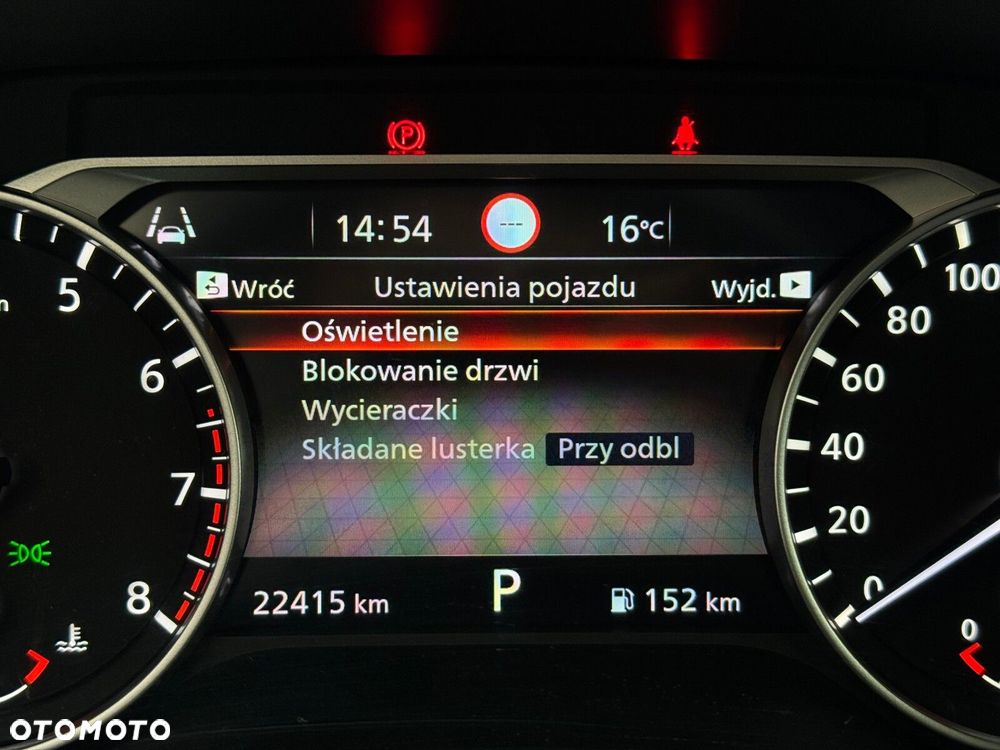 P
14:54
---
16°C
Wróć
Ustawienia pojazdu
Wyjd.
Oświetlenie
Blokowanie drzwi
Wycieraczki
Składane lusterka Przy odbl
5
6
7
8
100
80
60
40
20
0
0
22415 km
P
152 km
OTOMOTO